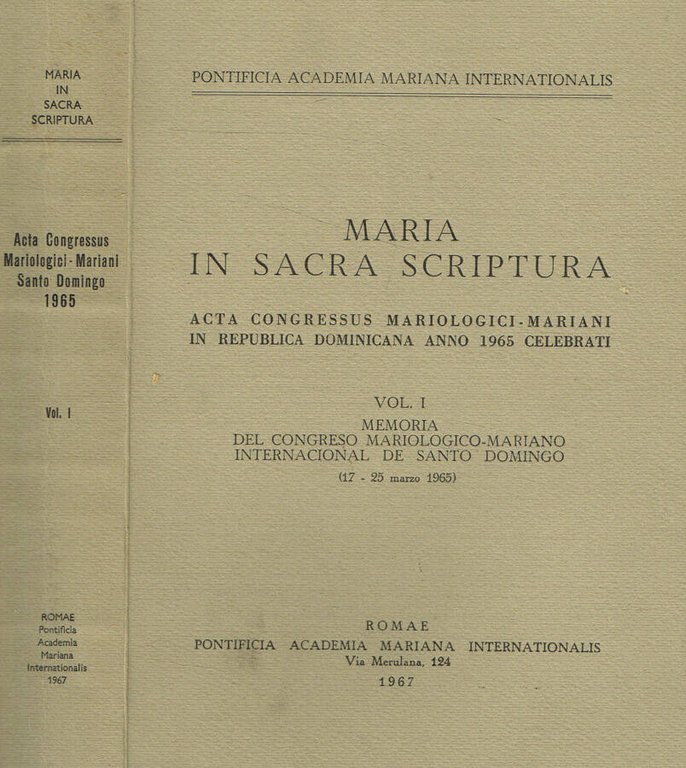 MARIA
IN
SACRA
SCRIPTURA
Acta Congressus
Mariologici-Mariani
Santo Domingo
1965
Vol. I
ROMAE
Pontificia
Academia
Mariana
Internationalis
1967
PONTIFICIA ACADEMIA MARIANA INTERNATIONALIS
MARIA
IN SACRA SCRIPTURA
ACTA CONGRESSUS MARIOLOGICI-MARIANI
IN REPUBLICA DOMINICANA ANNO 1965 CELEBRATI
VOL. I
MEMORIA
DEL CONGRESO MARIOLOGICO-MARIANO
INTERNACIONAL DE SANTO DOMINGO
(17 - 25 marzo 1965)
ROMAE
PONTIFICIA ACADEMIA MARIANA INTERNATIONALIS
Via Merulana, 124
1967